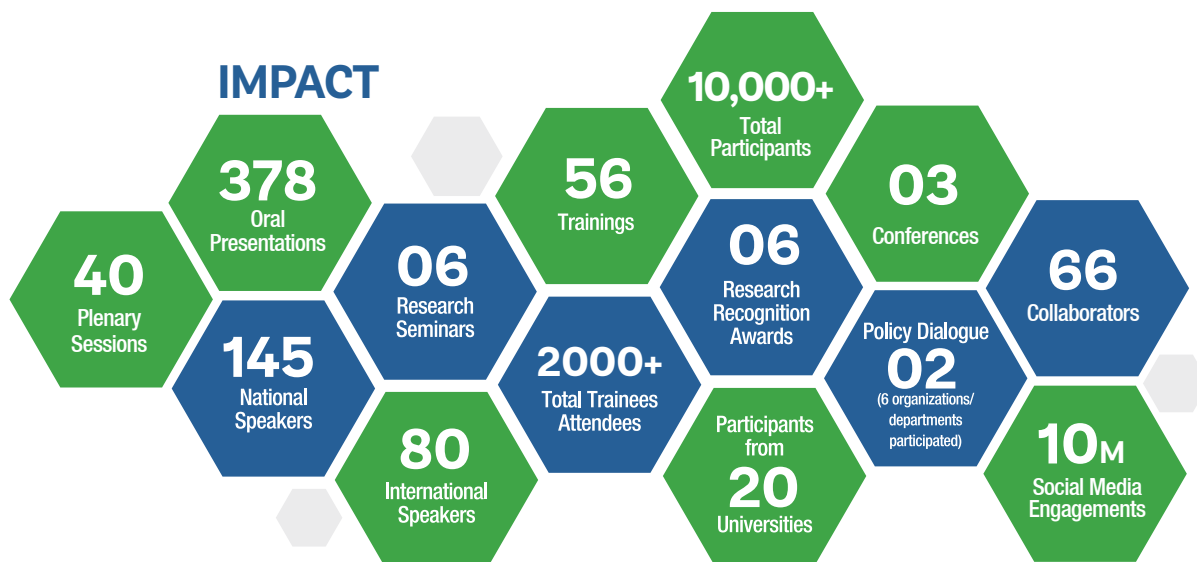 IMPACT
10,000+
Total
Participants
378
Oral
Presentations
56
Trainings
03
Conferences
40
Plenary
Sessions
06
Research
Seminars
06
Research
Recognition
Awards
66
Collaborators
145
National
Speakers
2000+
Total Trainees
Attendees
Policy Dialogue
02
(6 organizations/
departments
participated)
80
International
Speakers
Participants
from
20
Universities
10M
Social Media
Engagements